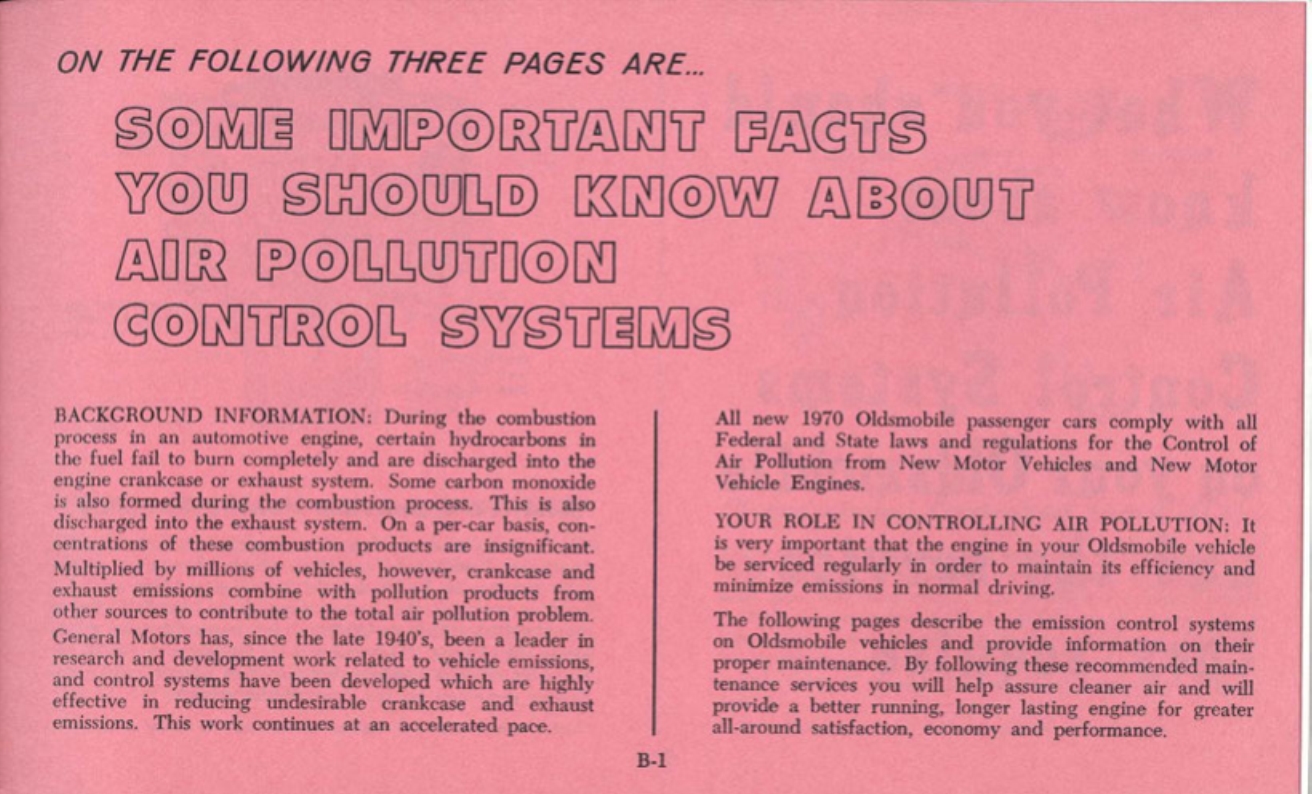 ON THE FOLLOWING THREE PAGES ARE...
SOME IMPORTANT FACTS
YOU SHOULD KNOW ABOUT
AIR POLLUTION
CONTROL SYSTEMS
BACKGROUND INFORMATION: During the combustion
process in an automotive engine, certain hydrocarbons in
the fuel fail to burn completely and are discharged into the
engine crankcase or exhaust system. Some carbon monoxide
is also formed during the combustion process. This is also
discharged into the exhaust system. On a per-car basis, con-
centrations of these combustion products are insignificant.
Multiplied by millions of vehicles, however, crankcase and
exhaust emissions combine with pollution products from
other sources to contribute to the total air pollution problem.
General Motors has, since the late 1940's, been a leader in
research and development work related to vehicle emissions,
and control systems have been developed which are highly
effective in reducing undesirable crankcase and exhaust
emissions. This work continues at an accelerated pace.
All new 1970 Oldsmobile passenger cars comply with all
Federal and State laws and regulations for the Control of
Air Pollution from New Motor Vehicles and New Motor
Vehicle Engines.
YOUR ROLE IN CONTROLLING AIR POLLUTION: It
is very important that the engine in your Oldsmobile vehicle
be serviced regularly in order to maintain its efficiency and
minimize emissions in normal driving.
The following pages describe the emission control systems
on Oldsmobile vehicles and provide information on their
proper maintenance. By following these recommended main-
tenance services you will help assure cleaner air and will
provide a better running, longer lasting engine for greater
all-around satisfaction, economy and performance.
B-1